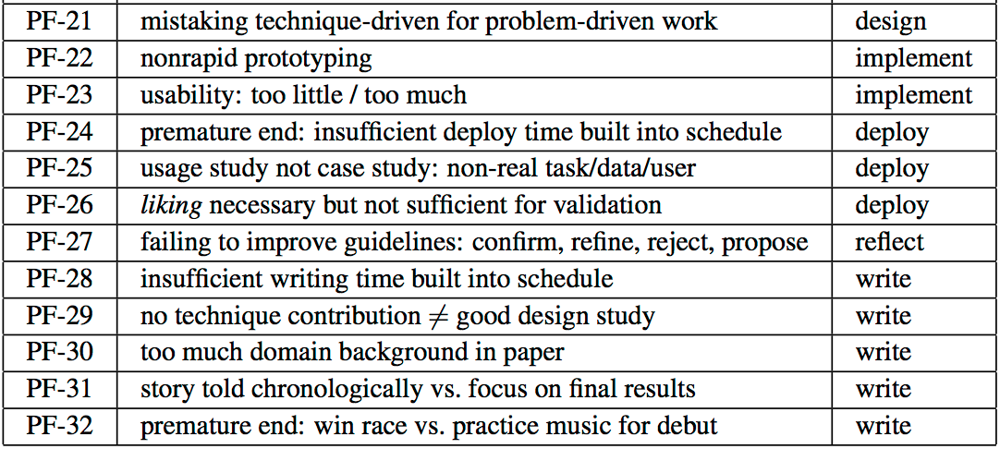 PF-21 mistaking technique-driven for problem-driven work design
PF-22 nonrapid prototyping implement
PF-23 usability: too little / too much implement
PF-24 premature end: insufficient deploy time built into schedule deploy
PF-25 usage study not case study: non-real task/data/user deploy
PF-26 liking necessary but not sufficient for validation deploy
PF-27 failing to improve guidelines: confirm, refine, reject, propose reflect
PF-28 insufficient writing time built into schedule write
PF-29 no technique contribution ≠ good design study write
PF-30 too much domain background in paper write
PF-31 story told chronologically vs. focus on final results write
PF-32 premature end: win race vs. practice music for debut write